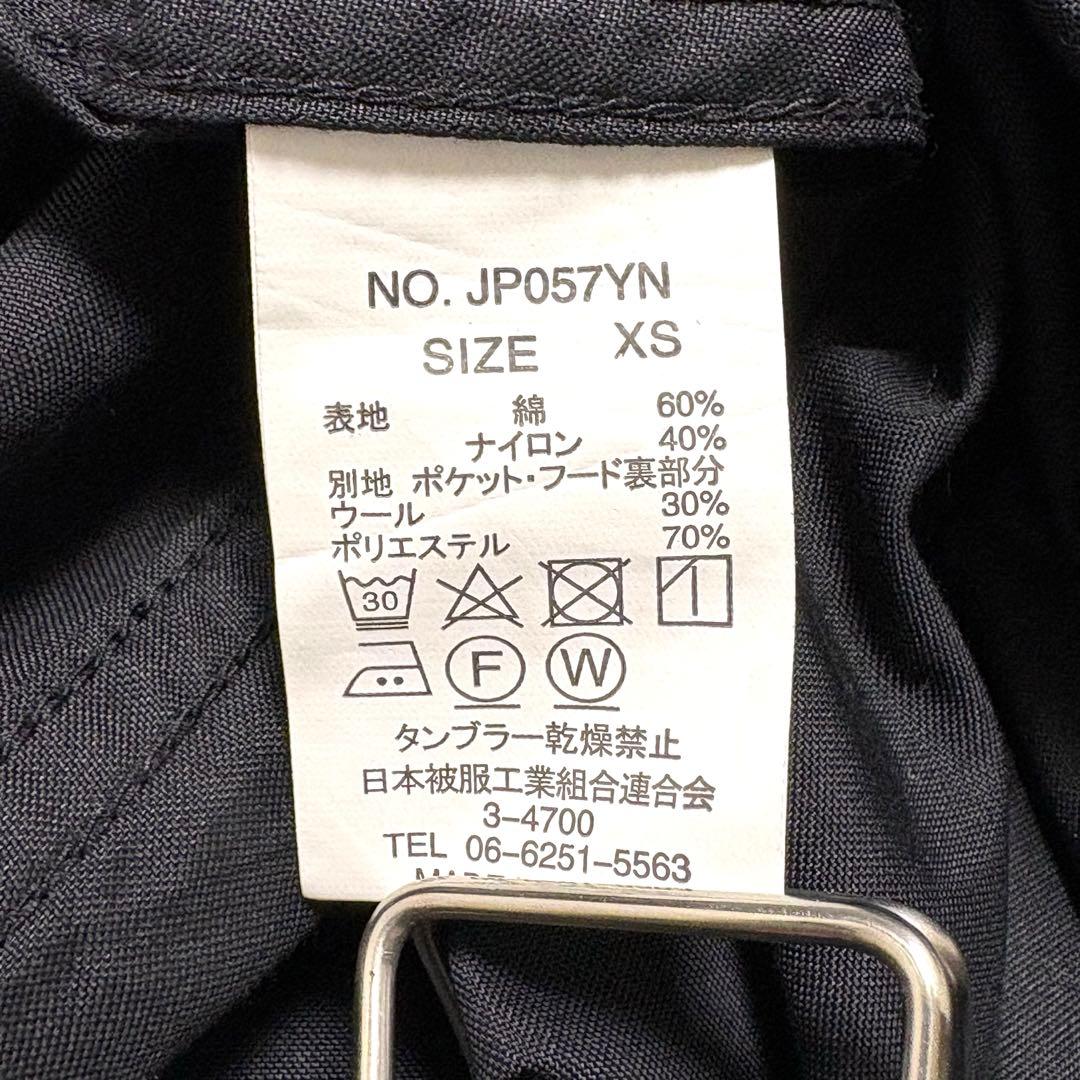 NO. JP057YN
SIZE XS
表地 綿 60%
ナイロン 40%
別地 ポケット・フード裏部分
ウール 30%
ポリエステル 70%
30
F W
タンブラー乾燥禁止
日本被服工業組合連合会
3-4700
TEL 06-6251-5563